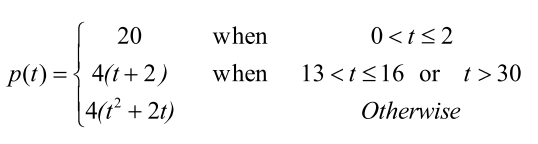 20 when 0 < t ≤ 2
p(t) = 4(t + 2 ) when 13 < t ≤ 16 or t > 30
4(t² + 2t) Otherwise